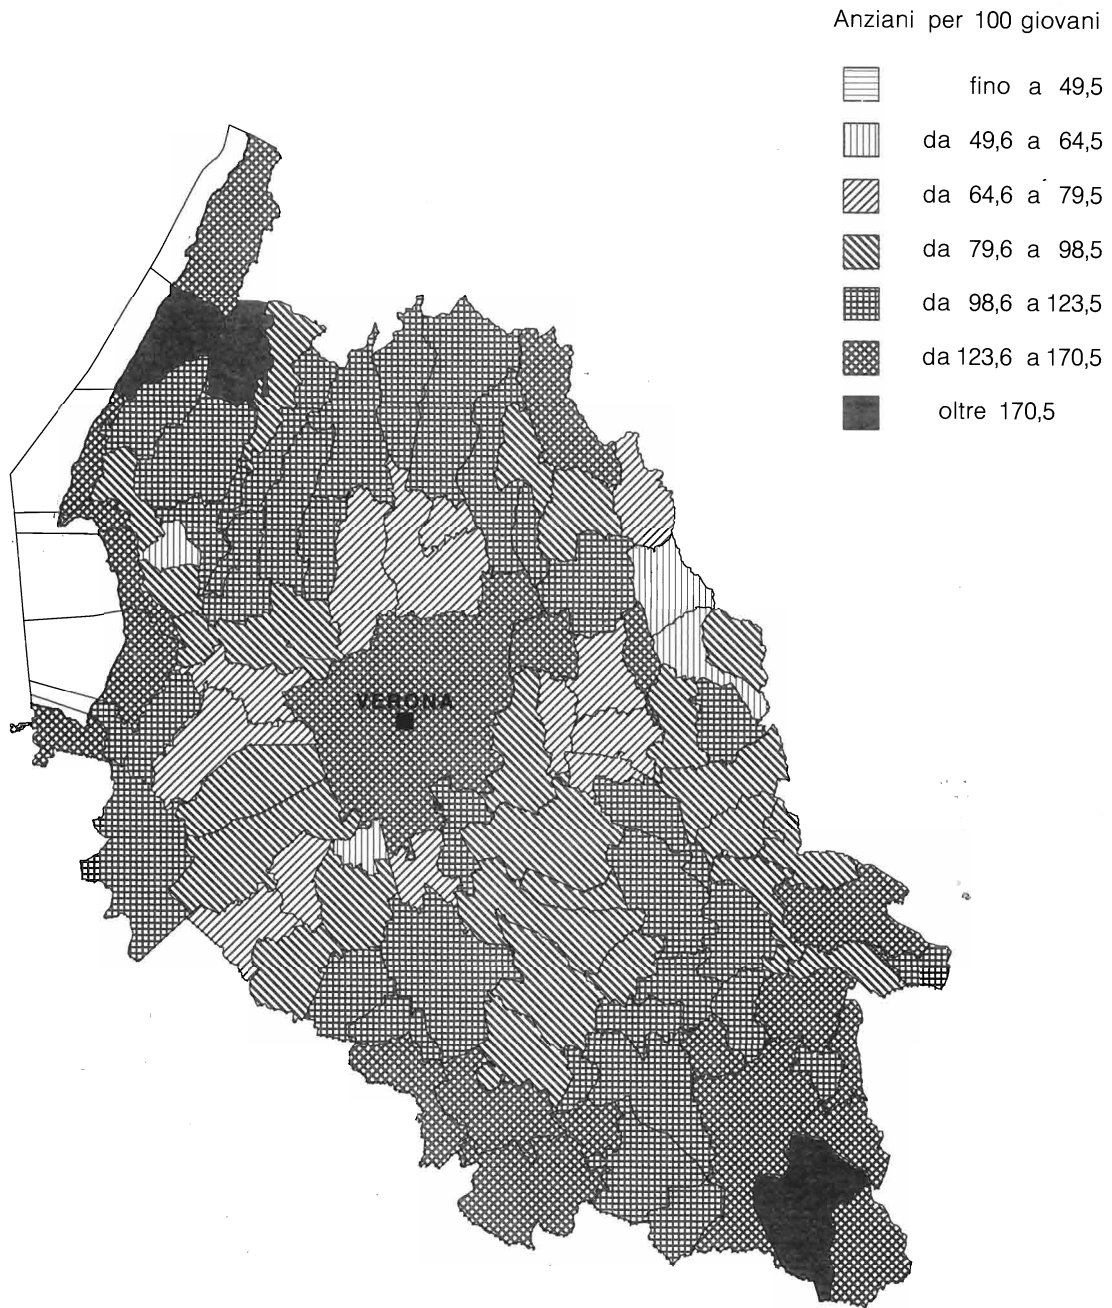 Anziani per 100 giovani
fino a 49,5
da 49,6 a 64,5
da 64,6 a 79,5
da 79,6 a 98,5
da 98,6 a 123,5
da 123,6 a 170,5
oltre 170,5
VERONA